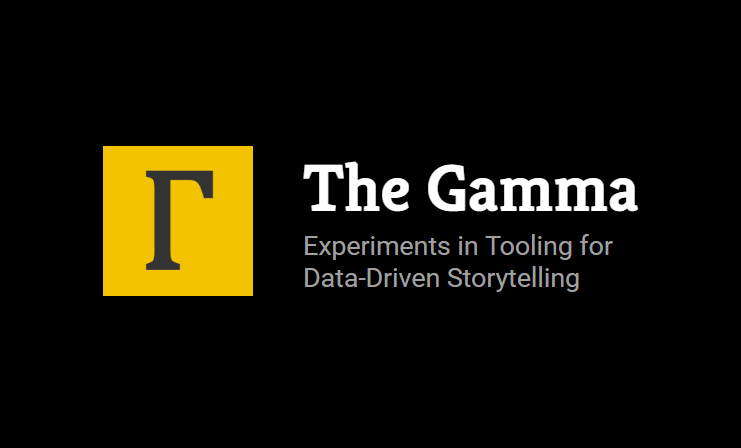 Γ
The Gamma
Experiments in Tooling for
Data-Driven Storytelling